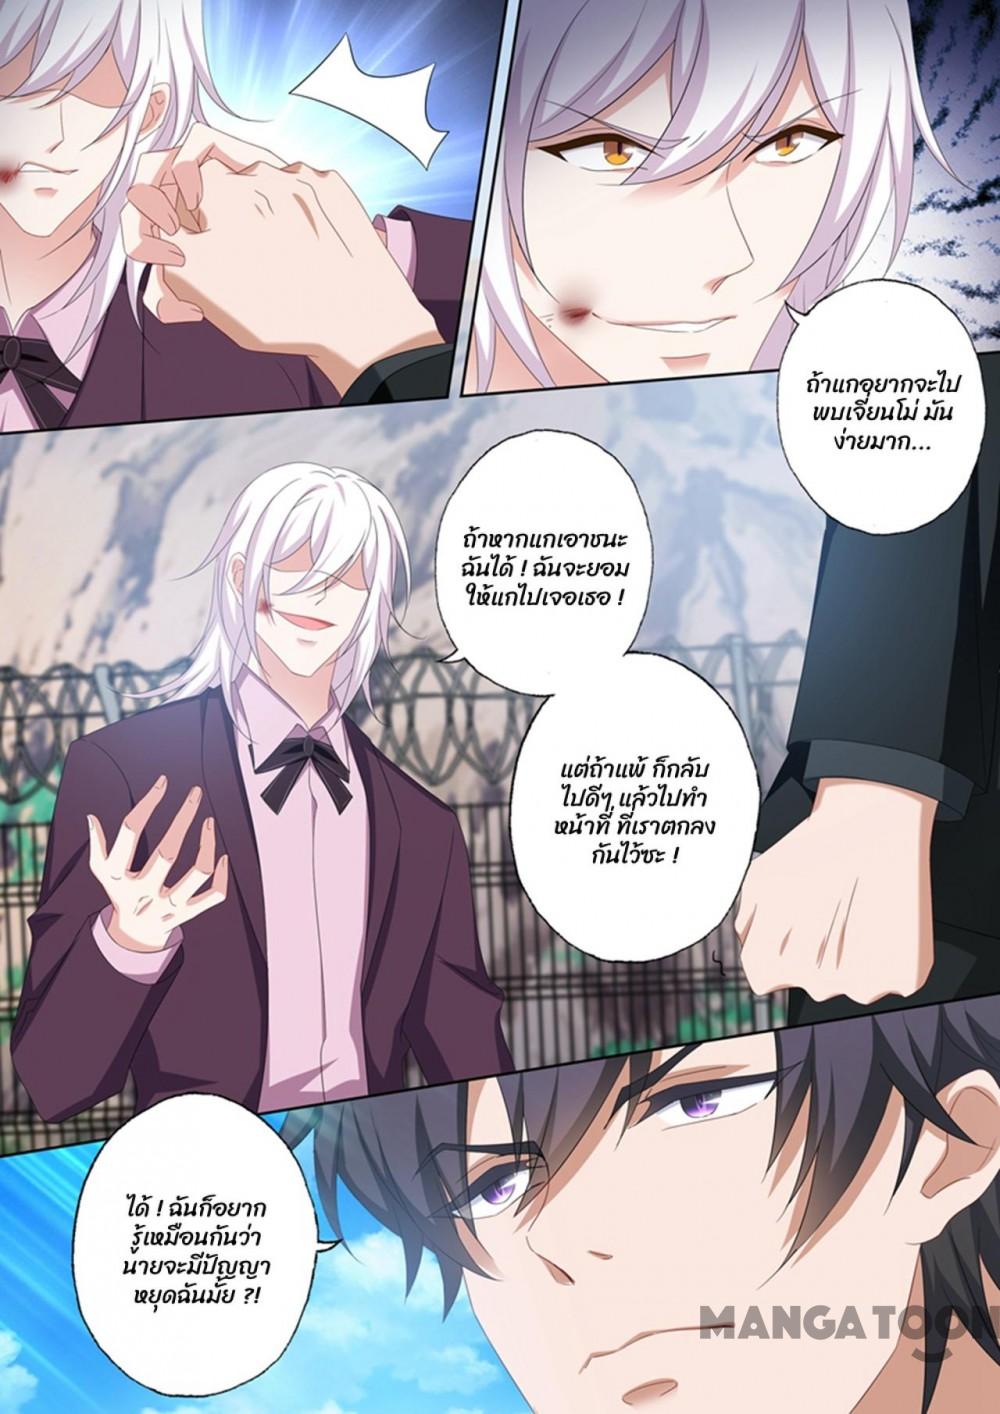 ถ้าแกอยากจะไป
พบเจี่ยนโม่ มัน
ง่ายมาก...
ถ้าหากแกเอาชนะ
ฉันได้ ! ฉันจะยอม
ให้แกไปเจอเธอ !
แต่ถ้าแพ้ ก็กลับ
ไปดีๆ แล้วไปทำ
หน้าที่ ที่เราตกลง
กันไว้ซะ !
ได้ ! ฉันก็อยาก
รู้เหมือนกันว่า
นายจะมีปัญญา
หยุดฉันมั้ย ?!
MANGATOON